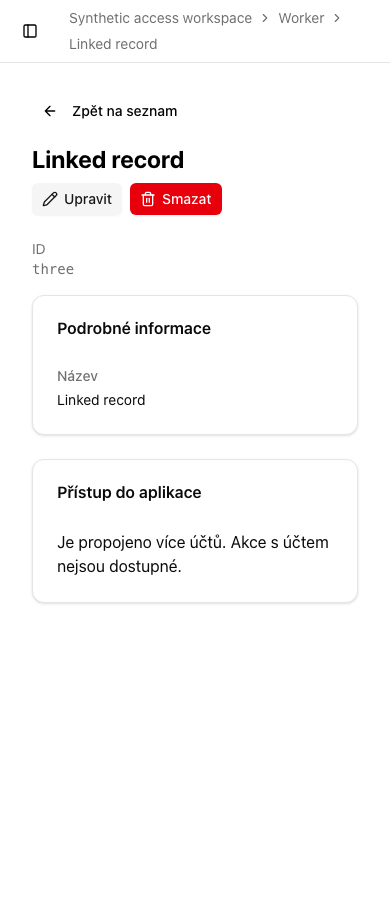 Synthetic access workspace > Worker >
Linked record
Zpět na seznam
Linked record
Upravit Smazat
ID
three
Podrobné informace
Název
Linked record
Přístup do aplikace
Je propojeno více účtů. Akce s účtem
nejsou dostupné.